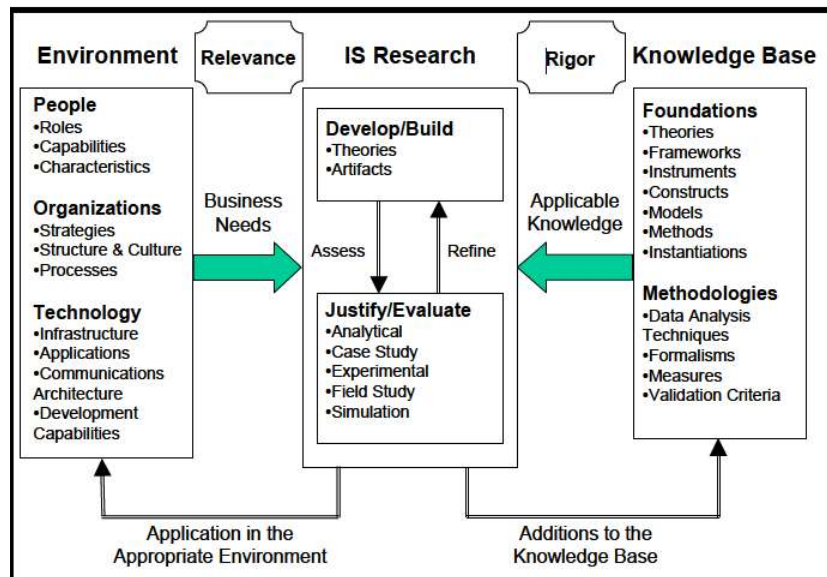 Environment
Relevance
IS Research
Rigor
Knowledge Base
People
•Roles
•Capabilities
•Characteristics
Organizations
•Strategies
•Structure & Culture
•Processes
Technology
•Infrastructure
•Applications
•Communications
Architecture
•Development
Capabilities
Business
Needs
Develop/Build
•Theories
•Artifacts
Assess
Refine
Justify/Evaluate
•Analytical
•Case Study
•Experimental
•Field Study
•Simulation
Applicable
Knowledge
Foundations
•Theories
•Frameworks
•Instruments
•Constructs
•Models
•Methods
•Instantiations
Methodologies
•Data Analysis
Techniques
•Formalisms
•Measures
•Validation Criteria
Application in the
Appropriate Environment
Additions to the
Knowledge Base